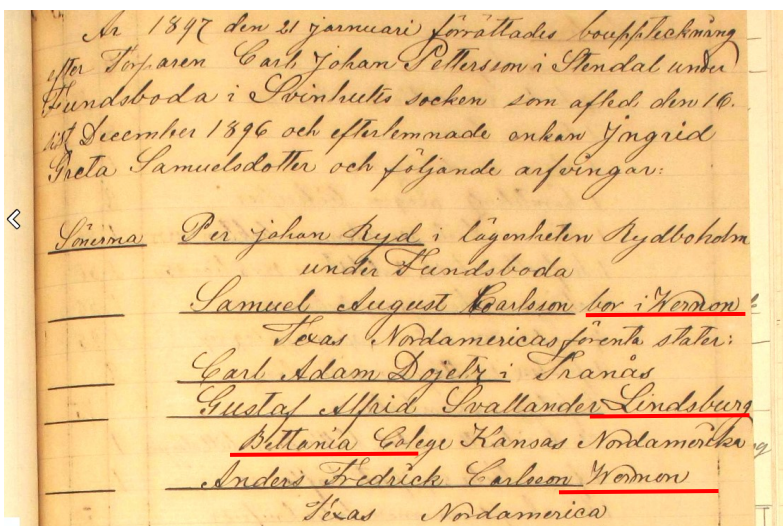 År 1897 den 21 januari förrättades bouppteckning
efter Torparen Carl Johan Pettersson i Stendal under
Sundsboda i Svinhults socken som afled den 16.
sist December 1896 och efterlemnade enkan Yngrid
Greta Samuelsdotter och följande arfvingar:
Sönerna Per Johan Ryd i lägenheten Rydboholm
under Sundsboda
Samuel August Carlsson bor i Wernon
Texas Nordamericas förenta stater;
Carl Adam Dojetz i Tranås
Gustaf Alfrid Svallander Lindsburg
Bettania Colege Kansas Nordamerika
Anders Fredrick Carlsson Wernon
Texas Nordamerica